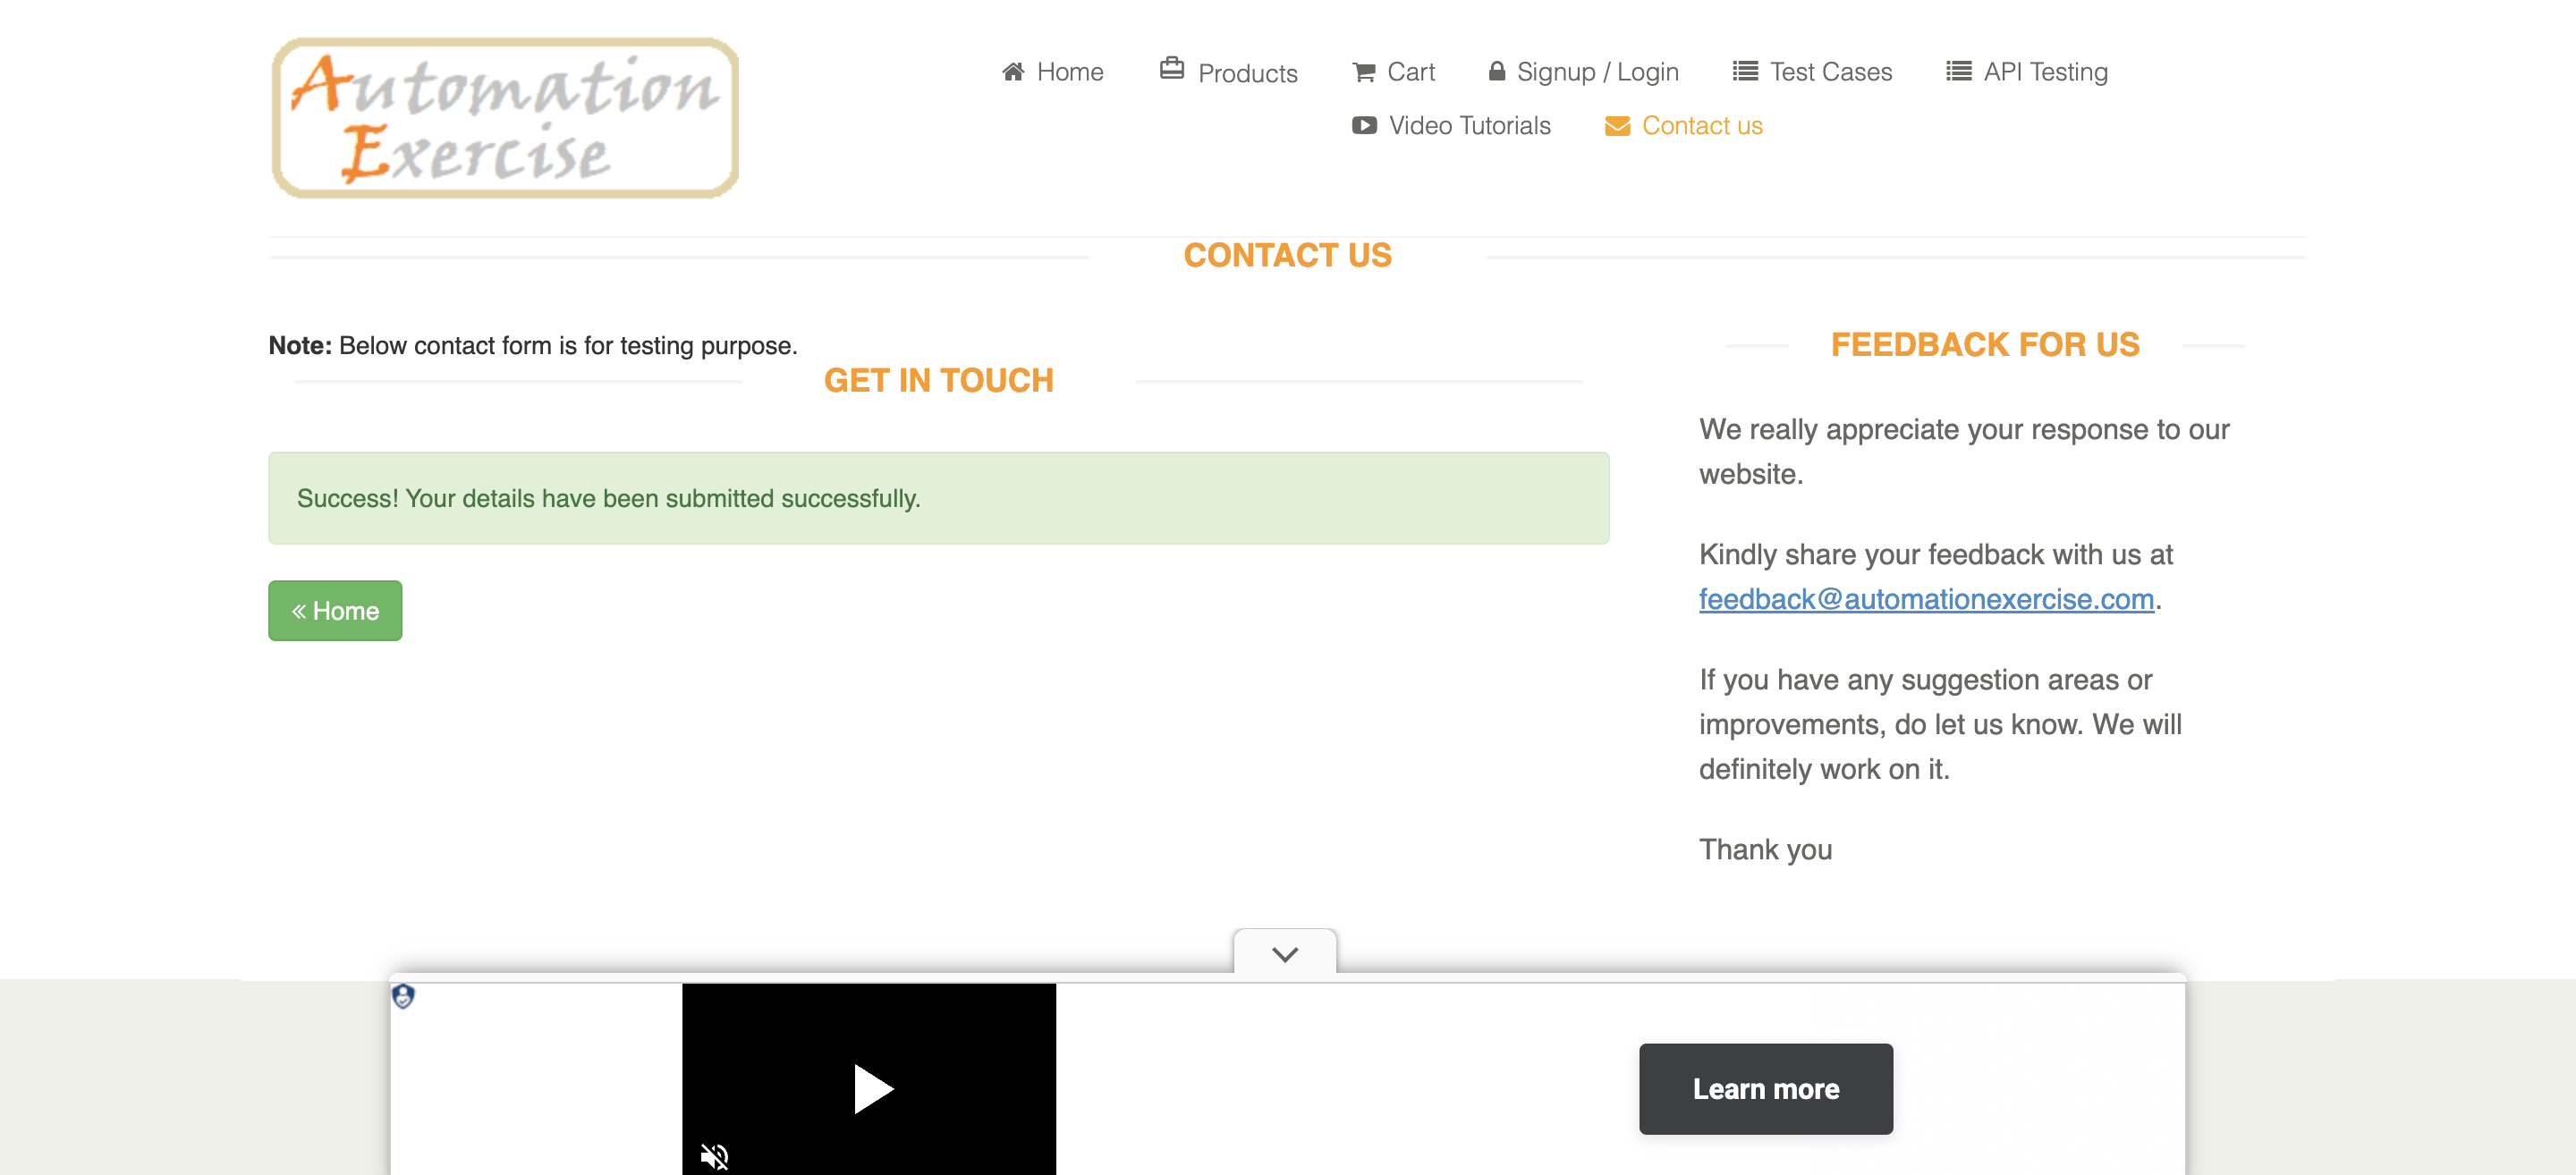 Automation
Exercise
Home
Products
Cart
Signup / Login
Test Cases
API Testing
Video Tutorials
Contact us
CONTACT US
Note: Below contact form is for testing purpose.
GET IN TOUCH
Success! Your details have been submitted successfully.
« Home
FEEDBACK FOR US
We really appreciate your response to our
website.
Kindly share your feedback with us at
feedback@automationexercise.com.
If you have any suggestion areas or
improvements, do let us know. We will
definitely work on it.
Thank you
Learn more